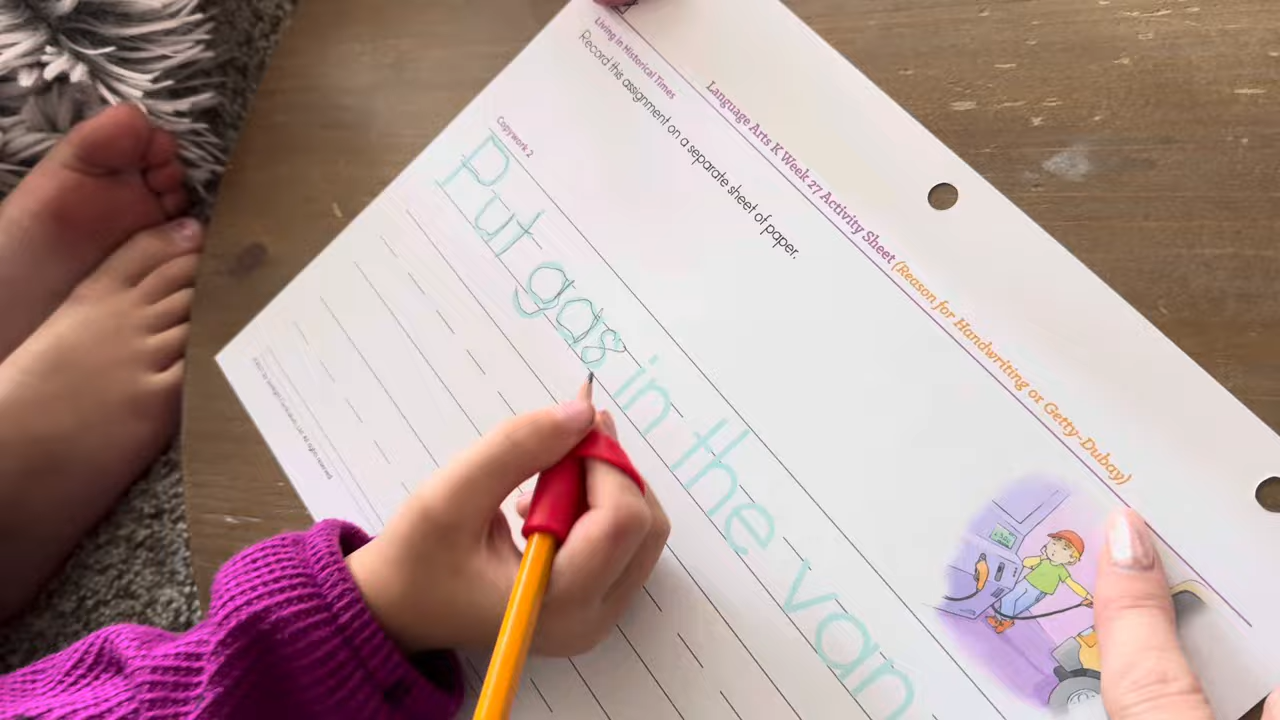 Language Arts K Week 27 Activity Sheet (Reason for Handwriting or Getty-Dubay)
Living in Historical Times
Record this assignment on a separate sheet of paper.
Copywork 2
Put gas in the van